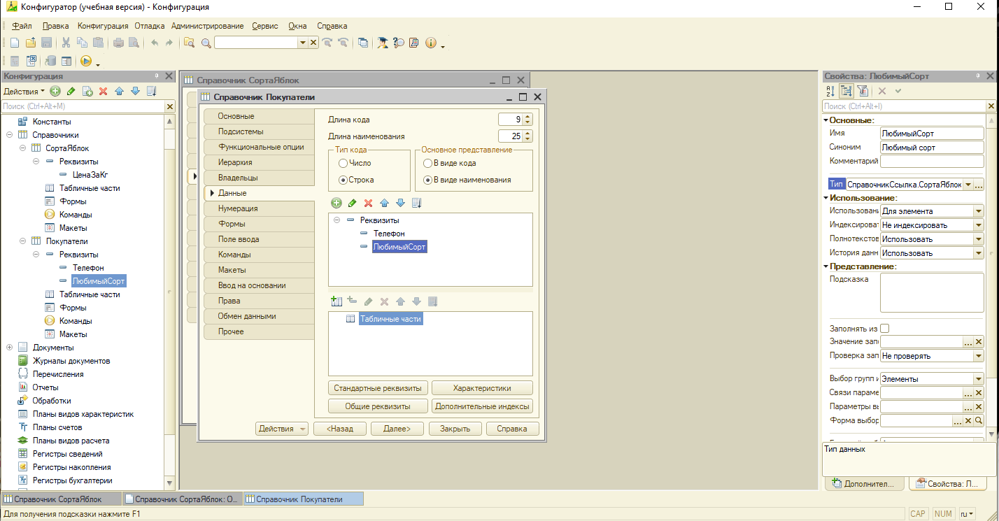 Конфигуратор (учебная версия) - Конфигурация
Файл Правка Конфигурация Отладка Администрирование Сервис Окна Справка
Конфигурация
Действия
Поиск (Ctrl+Alt+M)
Константы
Справочники
СортаЯблок
Реквизиты
ЦенаЗаКг
Табличные части
Формы
Команды
Макеты
Покупатели
Реквизиты
Телефон
ЛюбимыйСорт
Табличные части
Формы
Команды
Макеты
Документы
Журналы документов
Перечисления
Отчеты
Обработки
Планы видов характеристик
Планы счетов
Планы видов расчета
Регистры сведений
Регистры накопления
Регистры бухгалтерии
Справочник СортаЯблок
Справочник Покупатели
Основные
Подсистемы
Функциональные опции
Иерархия
Владельцы
Данные
Нумерация
Формы
Поле ввода
Команды
Макеты
Ввод на основании
Права
Обмен данными
Прочее
Длина кода 9
Длина наименования 25
Тип кода
Число
Строка
Основное представление
В виде кода
В виде наименования
Реквизиты
Телефон
ЛюбимыйСорт
Табличные части
Стандартные реквизиты Характеристики
Общие реквизиты Дополнительные индексы
Действия <Назад Далее> Закрыть Справка
Свойства: ЛюбимыйСорт
Поиск (Ctrl+Alt+I)
Основные:
Имя ЛюбимыйСорт
Синоним Любимый сорт
Комментарий
Тип СправочникСсылка.СортаЯблок
Использование:
Использовани Для элемента
Индексироват Не индексировать
Полнотекстов Использовать
История данн Использовать
Представление:
Подсказка
Заполнять из
Значение запо
Проверка зап Не проверять
Выбор групп и Элементы
Связи параме
Параметры вы
Форма выбор
Тип данных
Дополнител... Свойства: Л...
Справочник СортаЯблок Справочник СортаЯблок: О... Справочник Покупатели
Для получения подсказки нажмите F1 CAP NUM ru